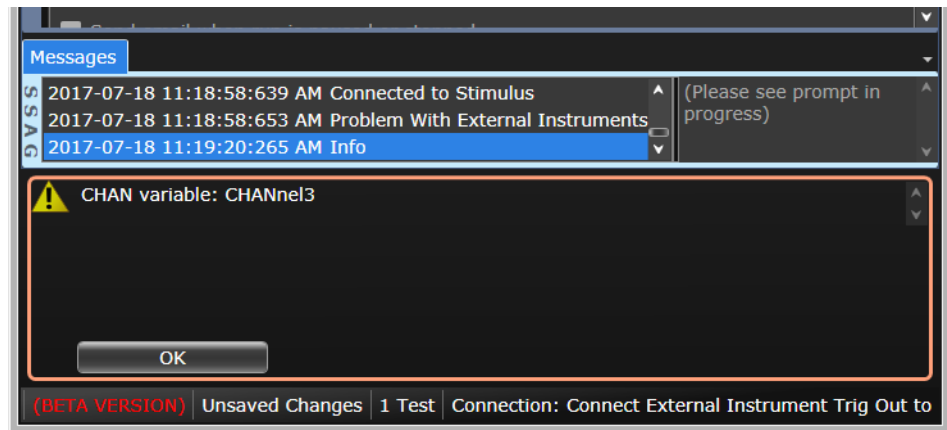 Messages
2017-07-18 11:18:58:639 AM Connected to Stimulus
2017-07-18 11:18:58:653 AM Problem With External Instruments
2017-07-18 11:19:20:265 AM Info
(Please see prompt in
progress)
SSAG
CHAN variable: CHANnel3
OK
(BETA VERSION) Unsaved Changes 1 Test Connection: Connect External Instrument Trig Out to